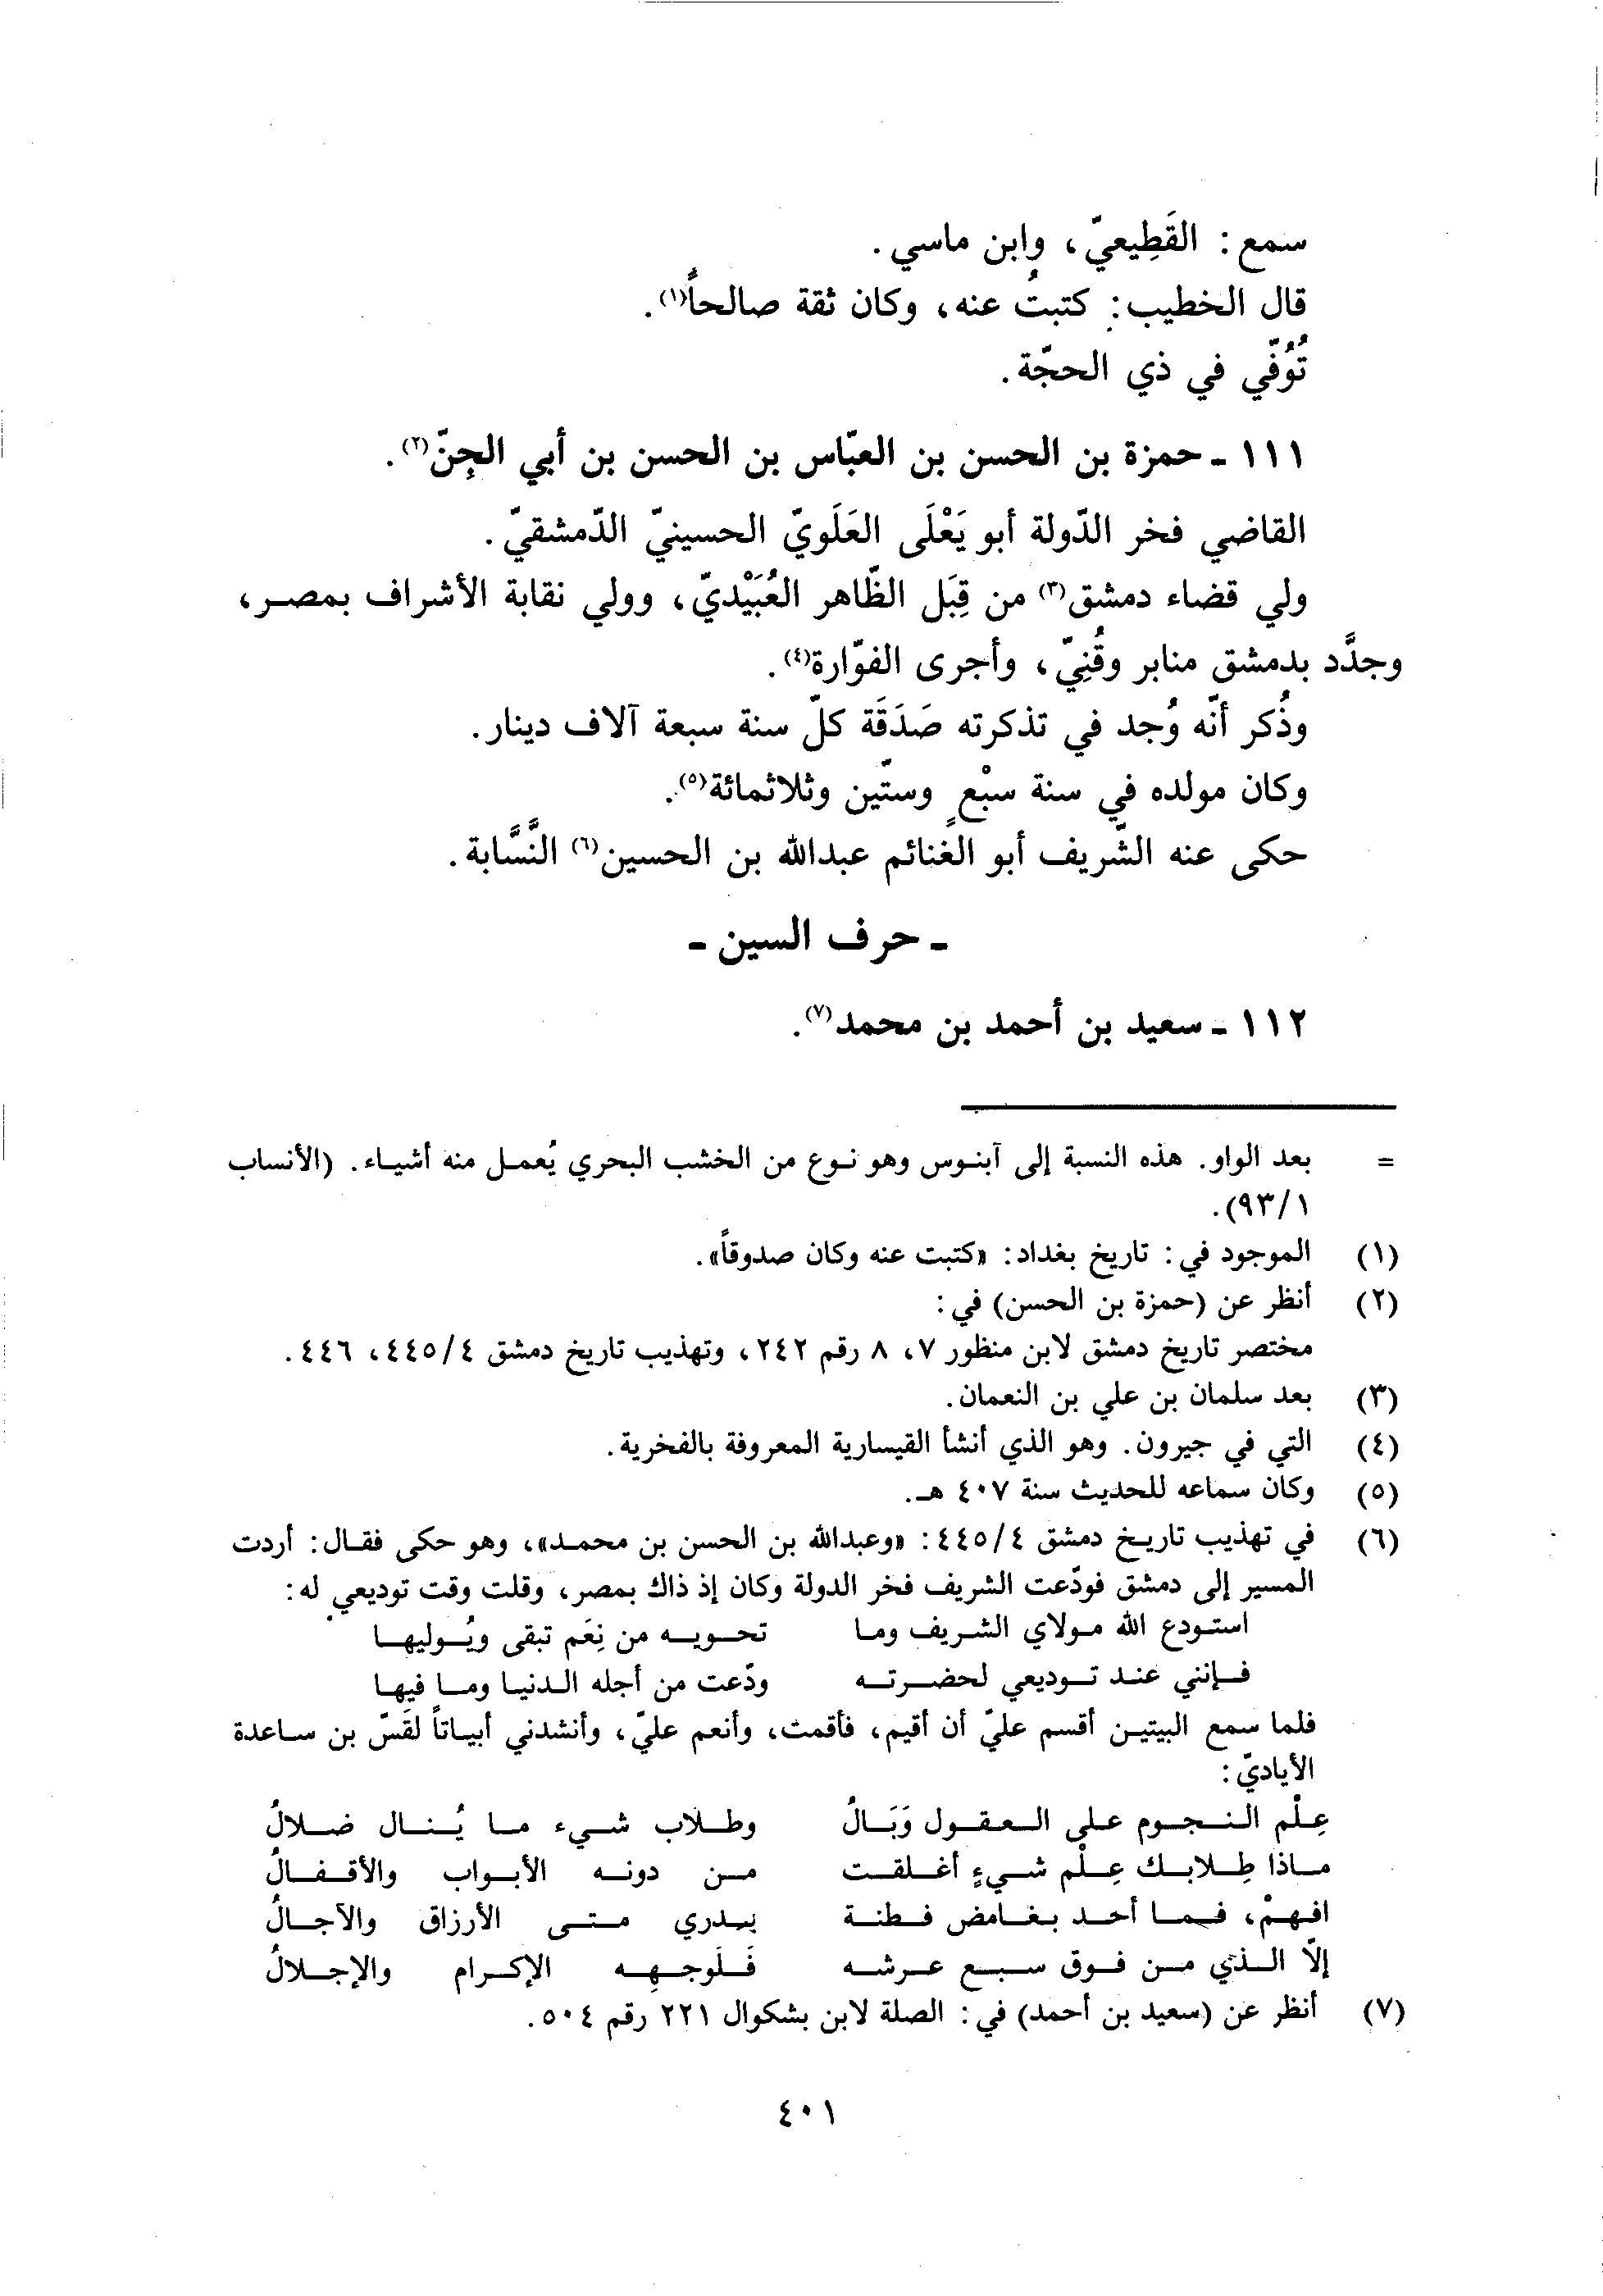 سمع : القَطِيعيّ، وابن ماسي.
قال الخطيب: كتبتُ عنه، وكان ثقة صالحاً(١).
تُوُفّي في ذي الحجّة.
١١١ ـ حمزة بن الحسن بن العبّاس بن الحسن بن أبي الجِنّ(٢).
القاضي فخر الدّولة أبو يَعْلَى العَلَويّ الحسينيّ الدّمشقيّ.
ولي قضاء دمشق(٣) من قِبَل الظّاهر العُبَيْديّ، وولي نقابة الأشراف بمصر،
وجدَّد بدمشق منابر وقُنِيّ، وأجرى الفوّارة(٤).
وذُكر أنّه وُجد في تذكرته صَدَقَة كلّ سنة سبعة آلاف دينار.
وكان مولده في سنة سبْعٍ وستّين وثلاثمائة(٥).
حكى عنه الشّريف أبو الغنائم عبدالله بن الحسين(٦) النَّسَّابة.
ـ حرف السين ـ
١١٢ ـ سعيد بن أحمد بن محمد(٧).
= بعد الواو. هذه النسبة إلى آبنوس وهو نوع من الخشب البحري يُعمل منه أشياء. (الأنساب
٩٣/١).
(١) الموجود في: تاريخ بغداد: «كتبت عنه وكان صدوقاً».
(٢) أنظر عن (حمزة بن الحسن) في:
مختصر تاريخ دمشق لابن منظور ٧، ٨ رقم ٢٤٢، وتهذيب تاريخ دمشق ٤٤٥/٤، ٤٤٦.
(٣) بعد سلمان بن علي بن النعمان.
(٤) التي في جيرون. وهو الذي أنشأ القيسارية المعروفة بالفخرية.
(٥) وكان سماعه للحديث سنة ٤٠٧ هـ.
(٦) في تهذيب تاريخ دمشق ٤٤٥/٤: «وعبدالله بن الحسن بن محمد»، وهو حكى فقال: أردت
المسير إلى دمشق فودّعت الشريف فخر الدولة وكان إذ ذاك بمصر، وقلت وقت توديعي له:
استودع الله مولاي الشريف وما تحويه من نِعَم تبقى ويُوليها
فإنني عند توديعي لحضرته ودّعت من أجله الدنيا وما فيها
فلما سمع البيتين أقسم عليّ أن أقيم، فأقمت، وأنعم عليّ، وأنشدني أبياتاً لقَسّ بن ساعدة
الأياديّ:
عِلْم النجوم على العقول وَبَالُ وطلاب شيء ما يُنال ضلالُ
ماذا طِلابك عِلْم شيءٍ أغلقت من دونه الأبواب والأقفالُ
افهمْ، فما أحد بغامض فطنة يدري متى الأرزاق والآجالُ
إلّا الذي من فوق سبع عرشه فَلَوجهِه الإكرام والإجلالُ
(٧) أنظر عن (سعيد بن أحمد) في: الصلة لابن بشكوال ٢٢١ رقم ٥٠٤.
٤٠١